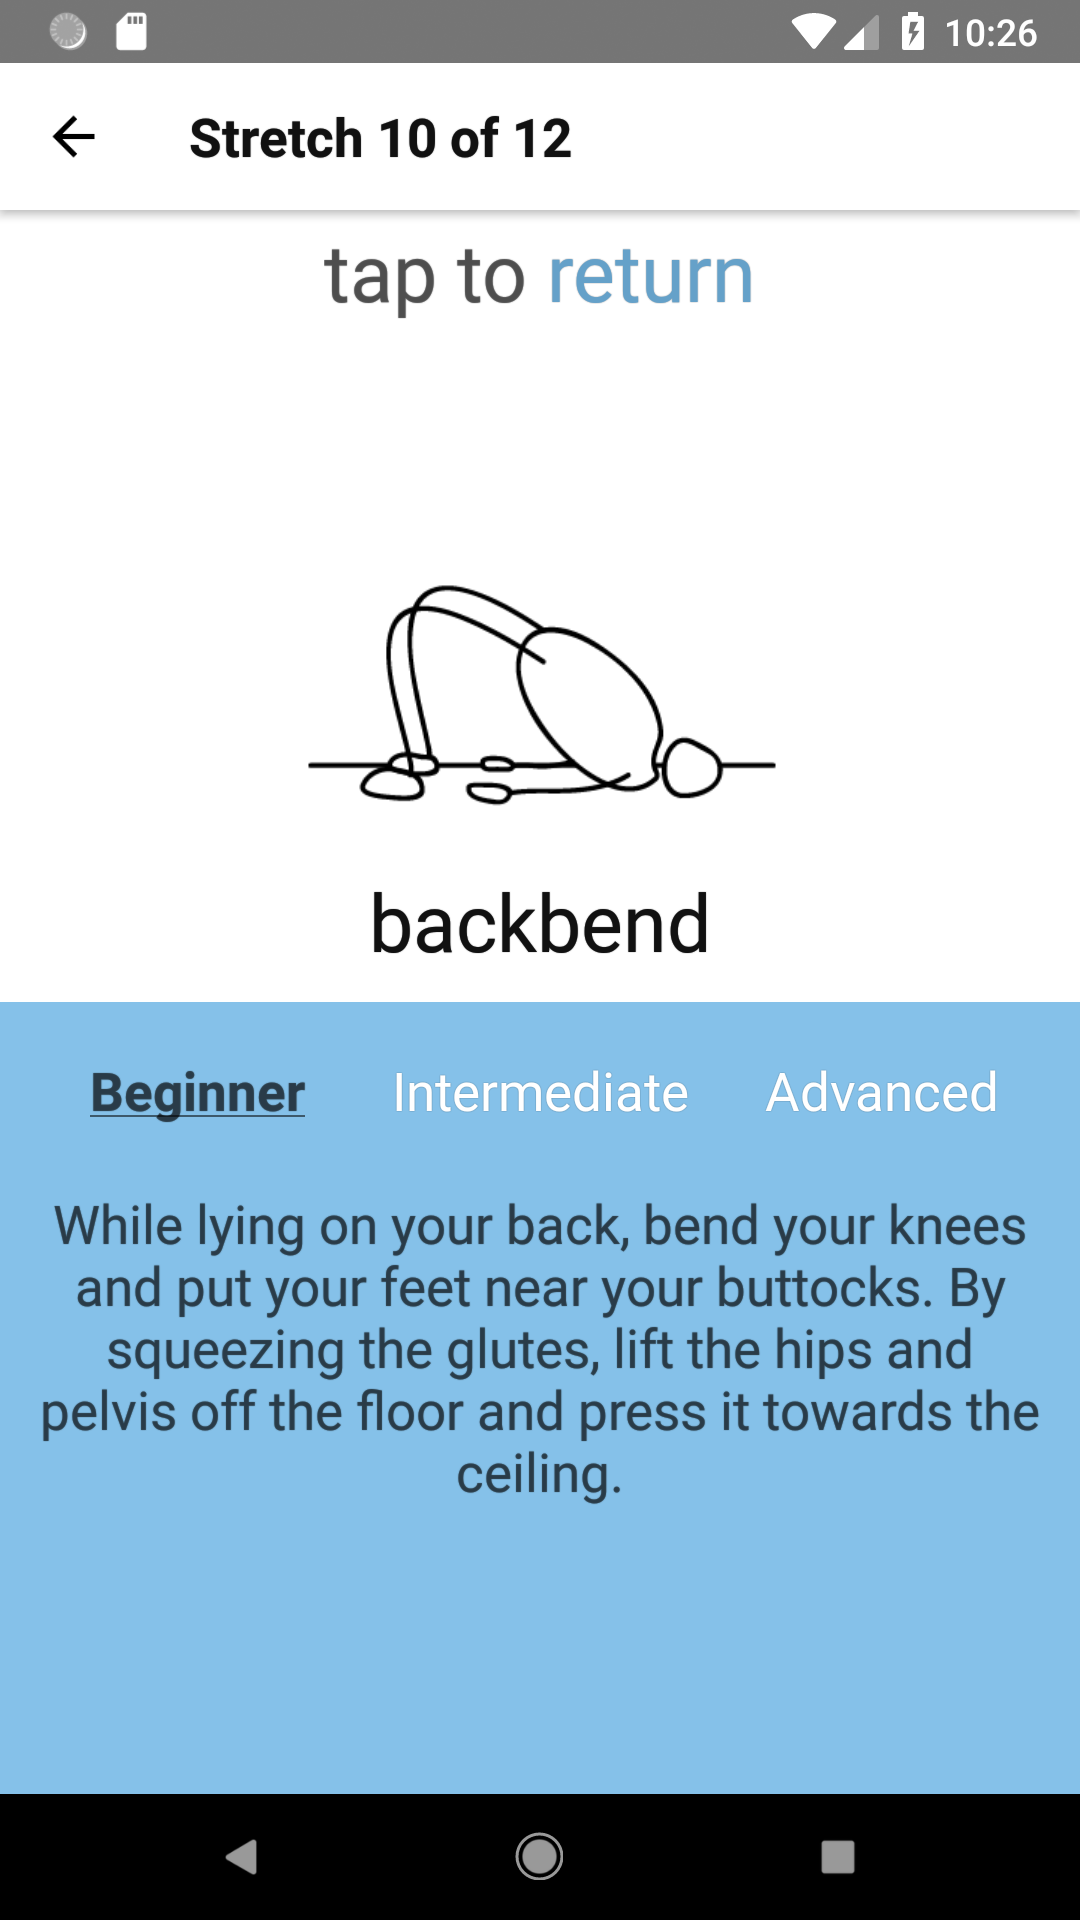 10:26
Stretch 10 of 12
tap to return
backbend
Beginner Intermediate Advanced
While lying on your back, bend your knees
and put your feet near your buttocks. By
squeezing the glutes, lift the hips and
pelvis off the floor and press it towards the
ceiling.